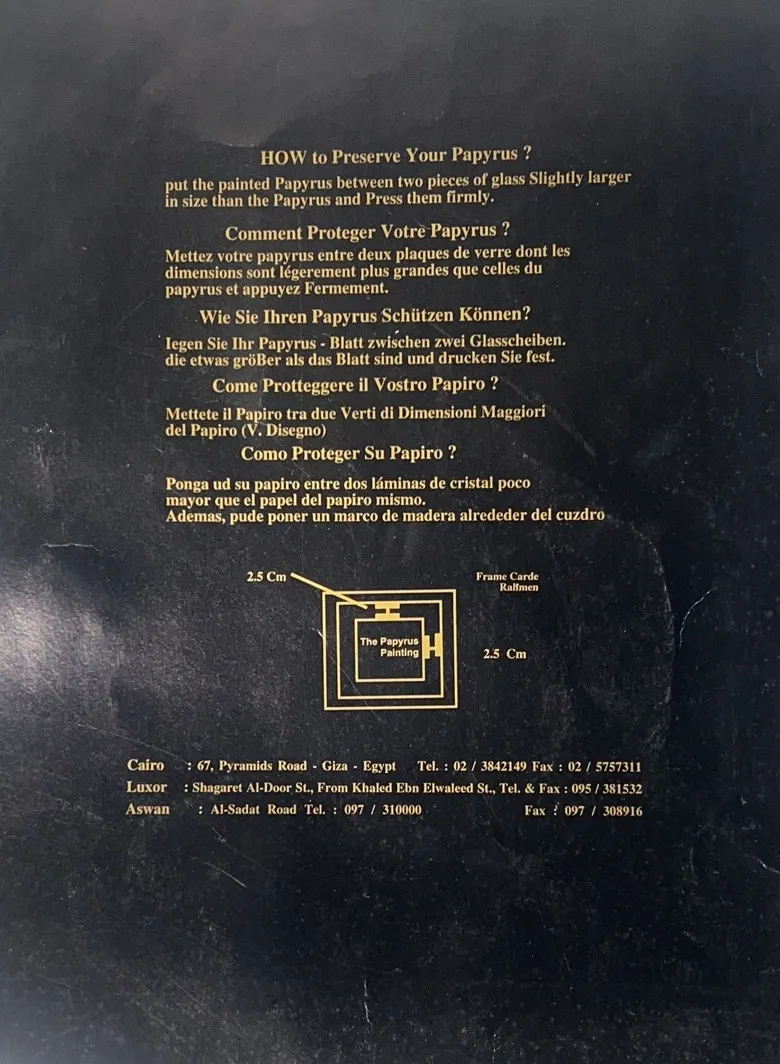 HOW to Preserve Your Papyrus ?
put the painted Papyrus between two pieces of glass Slightly larger
in size than the Papyrus and Press them firmly.
Comment Proteger Votre Papyrus ?
Mettez votre papyrus entre deux plaques de verre dont les
dimensions sont légerement plus grandes que celles du
papyrus et appuyez Fermement.
Wie Sie Ihren Papyrus Schützen Können?
Iegen Sie Ihr Papyrus - Blatt zwischen zwei Glasscheiben.
die etwas größer als das Blatt sind und drucken Sie fest.
Come Protteggere il Vostro Papiro ?
Mettete il Papiro tra due Verti di Dimensioni Maggiori
del Papiro (V. Disegno)
Como Proteger Su Papiro ?
Ponga ud su papiro entre dos láminas de cristal poco
mayor que el papel del papiro mismo.
Ademas, pude poner un marco de madera alrededer del cuzdro
2.5 Cm
Frame Carde
Ralfmen
The Papyrus
Painting
2.5 Cm
Cairo : 67, Pyramids Road - Giza - Egypt Tel. : 02 / 3842149 Fax : 02 / 5757311
Luxor : Shagaret Al-Door St., From Khaled Ebn Elwaleed St., Tel. & Fax : 095 / 381532
Aswan : Al-Sadat Road Tel. : 097 / 310000 Fax : 097 / 308916